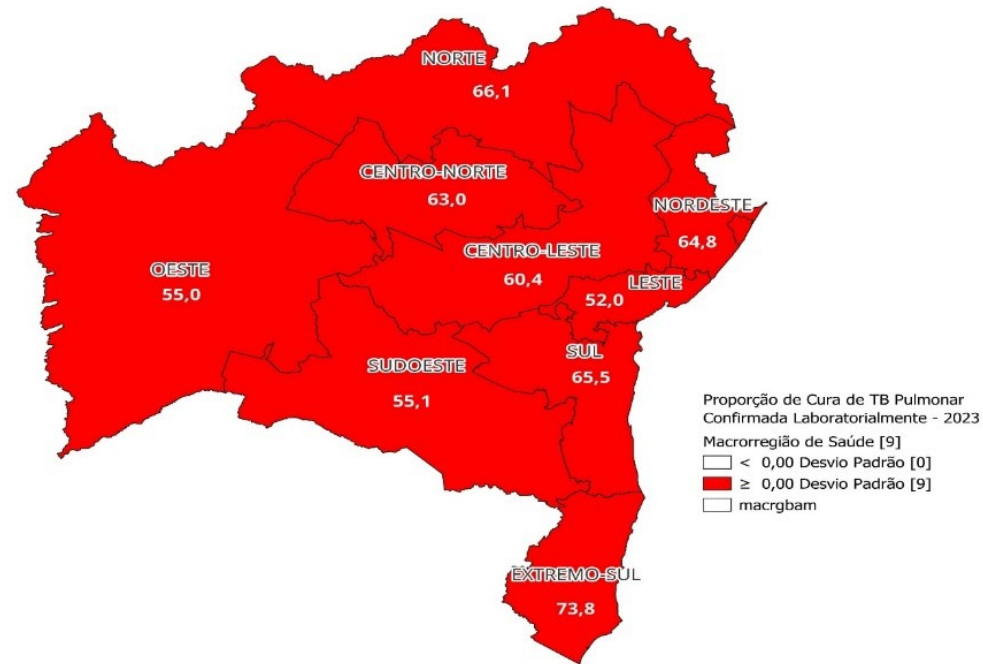 NORTE
66,1
CENTRO-NORTE
63,0
NORDESTE
64,8
CENTRO-LESTE
60,4
OESTE
55,0
LESTE
52,0
SUL
65,5
SUDOESTE
55,1
EXTREMO-SUL
73,8
Proporção de Cura de TB Pulmonar
Confirmada Laboratorialmente - 2023
Macrorregião de Saúde [9]
< 0,00 Desvio Padrão [0]
≥ 0,00 Desvio Padrão [9]
macrgbam